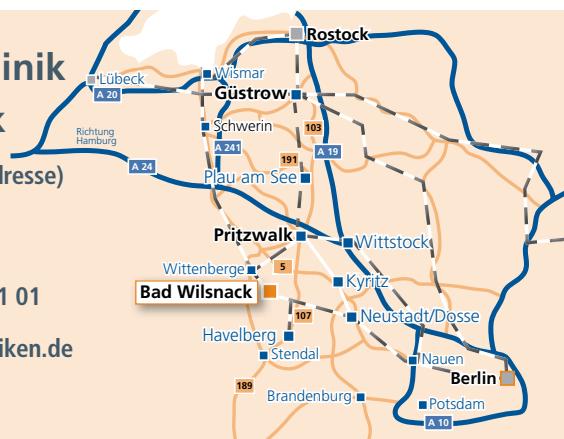 Rostock
inik
Lübeck
Wismar
A 20
Güstrow
K
Schwerin
103
Richtung
Hamburg
A 241
A 19
191
A 24
Plau am See
dresse)
Pritzwalk
Wittstock
Wittenberge
5
Kyritz
Bad Wilsnack
1 01
107
Neustadt/Dosse
Havelberg
iken.de
Stendal
Nauen
Berlin
189
Brandenburg
Potsdam
A 10